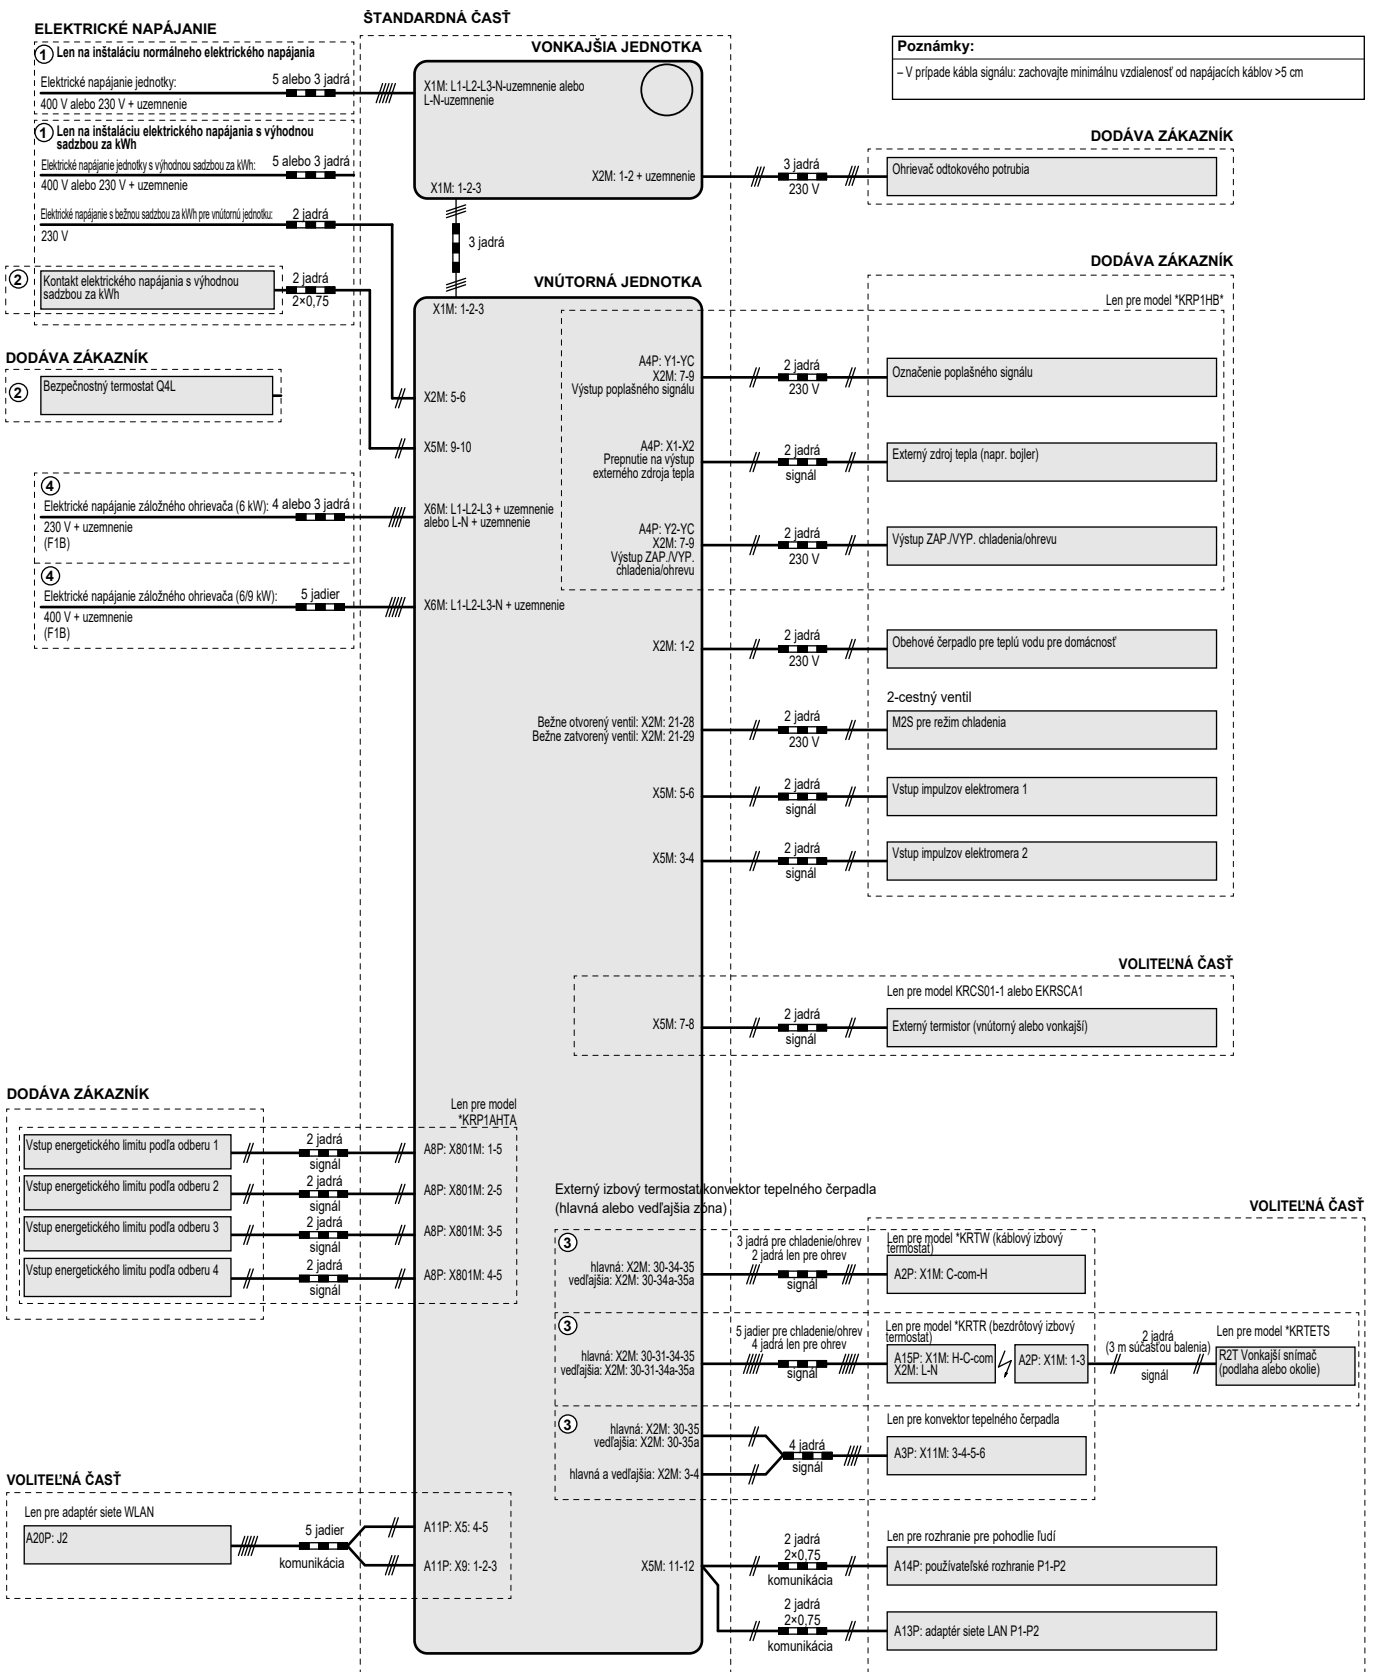 ŠTANDARDNÁ ČASŤ
ELEKTRICKÉ NAPÁJANIE
① Len na inštaláciu normálneho elektrického napájania
Elektrické napájanie jednotky:
5 alebo 3 jadrá
400 V alebo 230 V + uzemnenie
① Len na inštaláciu elektrického napájania s výhodnou
sadzbou za kWh
Elektrické napájanie jednotky s výhodnou sadzbou za kWh:
5 alebo 3 jadrá
400 V alebo 230 V + uzemnenie
Elektrické napájanie s bežnou sadzbou za kWh pre vnútornú jednotku:
2 jadrá
230 V
② Kontakt elektrického napájania s výhodnou
sadzbou za kWh
2 jadrá
2×0,75
DODÁVA ZÁKAZNÍK
② Bezpečnostný termostat Q4L
④
Elektrické napájanie záložného ohrievača (6 kW): 4 alebo 3 jadrá
230 V + uzemnenie
(F1B)
④
Elektrické napájanie záložného ohrievača (6/9 kW):
5 jadier
400 V + uzemnenie
(F1B)
VONKAJŠIA JEDNOTKA
X1M: L1-L2-L3-N-uzemnenie alebo
L-N-uzemnenie
X2M: 1-2 + uzemnenie
X1M: 1-2-3
3 jadrá
VNÚTORNÁ JEDNOTKA
X1M: 1-2-3
X2M: 5-6
X5M: 9-10
X6M: L1-L2-L3 + uzemnenie
alebo L-N + uzemnenie
X6M: L1-L2-L3-N + uzemnenie
Poznámky:
– V prípade kábla signálu: zachovajte minimálnu vzdialenosť od napájacích káblov >5 cm
DODÁVA ZÁKAZNÍK
3 jadrá
230 V
Ohrievač odtokového potrubia
DODÁVA ZÁKAZNÍK
Len pre model *KRP1HB*
A4P: Y1-YC
X2M: 7-9
Výstup poplašného signálu
2 jadrá
230 V
Označenie poplašného signálu
A4P: X1-X2
Prepnutie na výstup
externého zdroja tepla
2 jadrá
signál
Externý zdroj tepla (napr. bojler)
A4P: Y2-YC
X2M: 7-9
Výstup ZAP./VYP.
chladenia/ohrevu
2 jadrá
230 V
Výstup ZAP./VYP. chladenia/ohrevu
X2M: 1-2
2 jadrá
230 V
Obehové čerpadlo pre teplú vodu pre domácnosť
2-cestný ventil
Bežne otvorený ventil: X2M: 21-28
Bežne zatvorený ventil: X2M: 21-29
2 jadrá
230 V
M2S pre režim chladenia
X5M: 5-6
2 jadrá
signál
Vstup impulzov elektromera 1
X5M: 3-4
2 jadrá
signál
Vstup impulzov elektromera 2
VOLITEĽNÁ ČASŤ
Len pre model KRCS01-1 alebo EKRSCA1
X5M: 7-8
2 jadrá
signál
Externý termistor (vnútorný alebo vonkajší)
DODÁVA ZÁKAZNÍK
Len pre model
*KRP1AHTA
Vstup energetického limitu podľa odberu 1
2 jadrá
signál
A8P: X801M: 1-5
Vstup energetického limitu podľa odberu 2
2 jadrá
signál
A8P: X801M: 2-5
Vstup energetického limitu podľa odberu 3
2 jadrá
signál
A8P: X801M: 3-5
Vstup energetického limitu podľa odberu 4
2 jadrá
signál
A8P: X801M: 4-5
Externý izbový termostat/konvektor tepelného čerpadla
(hlavná alebo vedľajšia zóna)
VOLITEĽNÁ ČASŤ
③
hlavná: X2M: 30-34-35
vedľajšia: X2M: 30-34a-35a
3 jadrá pre chladenie/ohrev
2 jadrá len pre ohrev
signál
Len pre model *KRTW (káblový izbový
termostat)
A2P: X1M: C-com-H
③
hlavná: X2M: 30-31-34-35
vedľajšia: X2M: 30-31-34a-35a
5 jadier pre chladenie/ohrev
4 jadrá len pre ohrev
signál
Len pre model *KRTR (bezdrôtový izbový
termostat)
A15P: X1M: H-C-com
X2M: L-N
A2P: X1M: 1-3
2 jadrá
(3 m súčasťou balenia)
signál
Len pre model *KRTETS
R2T Vonkajší snímač
(podlaha alebo okolie)
③
hlavná: X2M: 30-35
vedľajšia: X2M: 30-35a
hlavná a vedľajšia: X2M: 3-4
4 jadrá
signál
Len pre konvektor tepelného čerpadla
A3P: X11M: 3-4-5-6
VOLITEĽNÁ ČASŤ
Len pre adaptér siete WLAN
A20P: J2
5 jadier
komunikácia
A11P: X5: 4-5
A11P: X9: 1-2-3
X5M: 11-12
2 jadrá
2×0,75
komunikácia
Len pre rozhranie pre pohodlie ľudí
A14P: používateľské rozhranie P1-P2
2 jadrá
2×0,75
komunikácia
A13P: adaptér siete LAN P1-P2